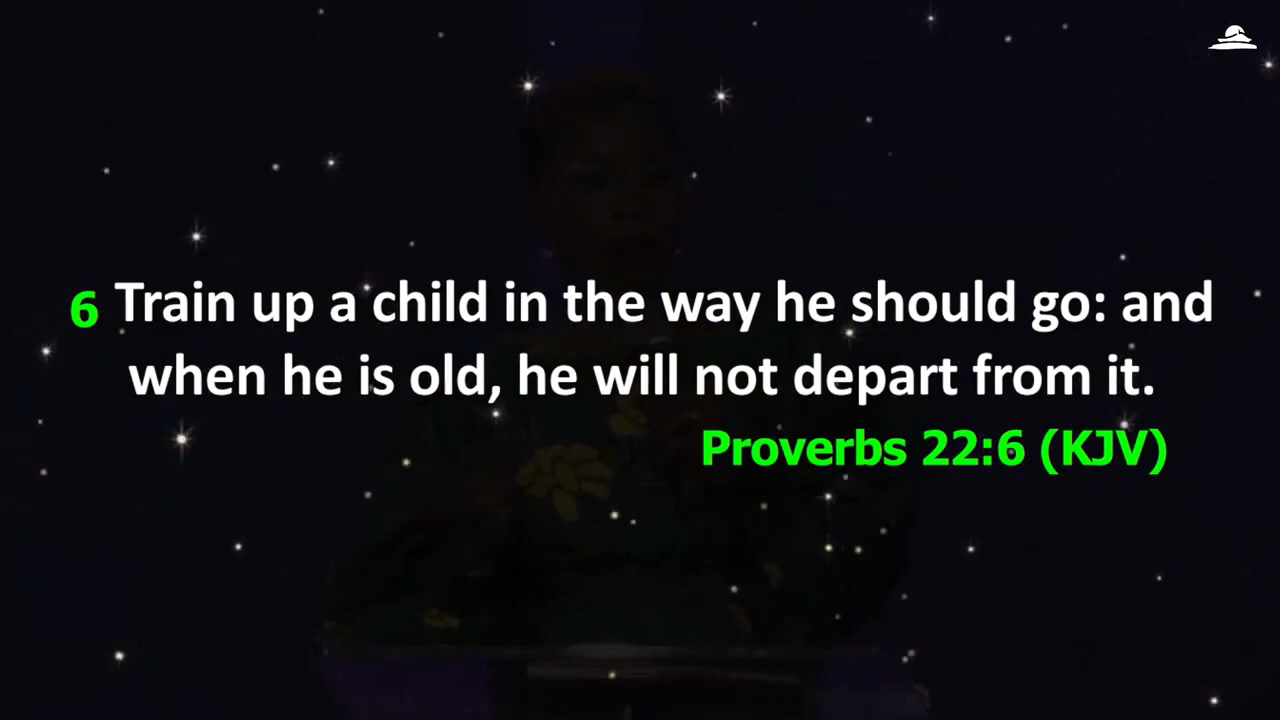 6 Train up a child in the way he should go: and
when he is old, he will not depart from it.
Proverbs 22:6 (KJV)